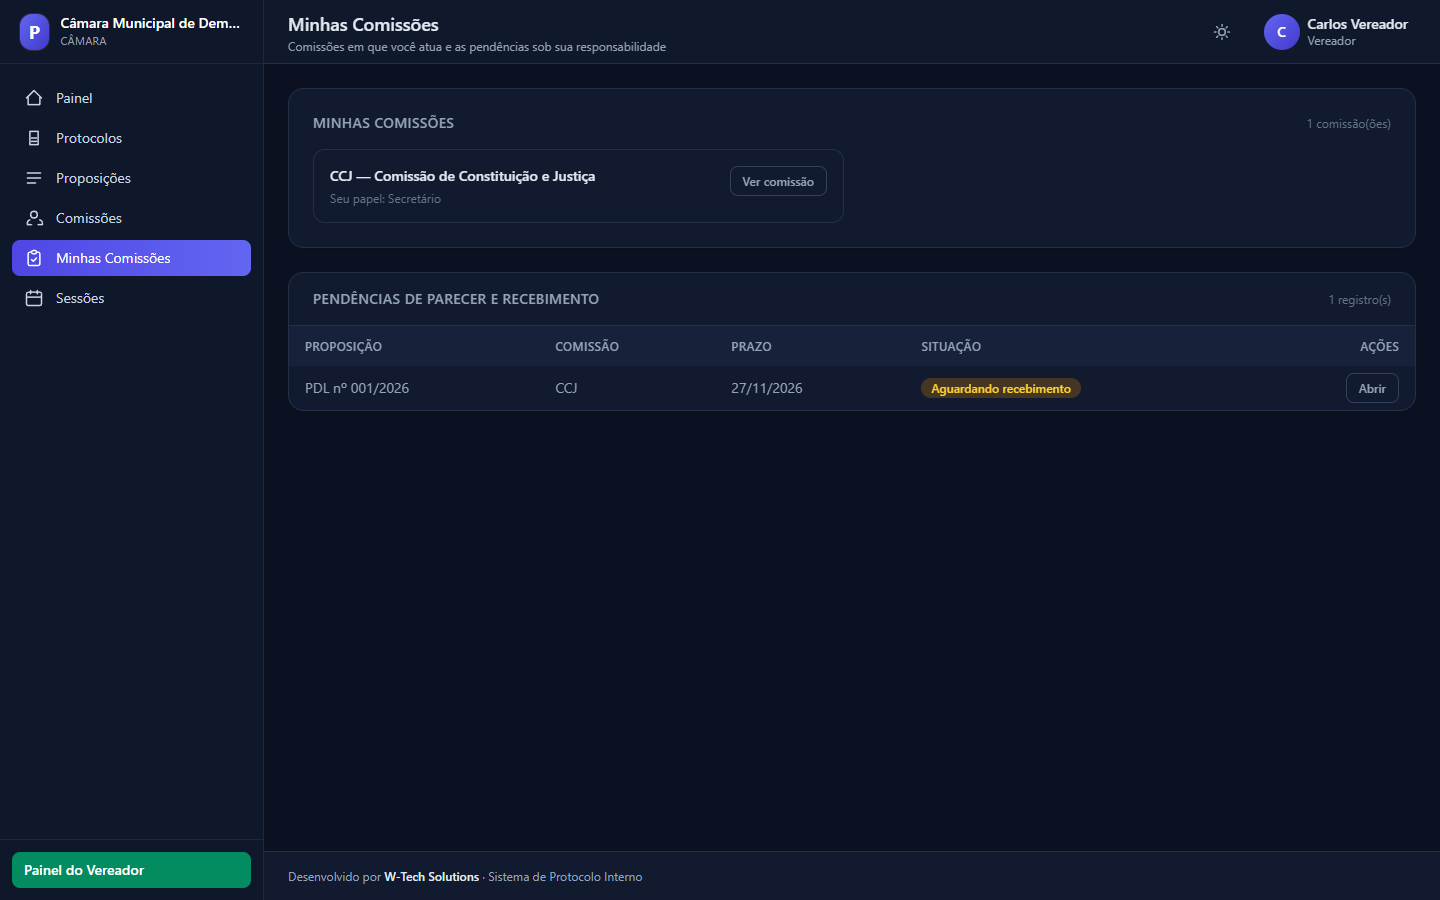 P
Câmara Municipal de Dem...
CÂMARA
Painel
Protocolos
Proposições
Comissões
Minhas Comissões
Sessões
Painel do Vereador
Minhas Comissões
Comissões em que você atua e as pendências sob sua responsabilidade
C
Carlos Vereador
Vereador
MINHAS COMISSÕES
1 comissão(ões)
CCJ — Comissão de Constituição e Justiça
Seu papel: Secretário
Ver comissão
PENDÊNCIAS DE PARECER E RECEBIMENTO
1 registro(s)
PROPOSIÇÃO COMISSÃO PRAZO SITUAÇÃO AÇÕES
PDL nº 001/2026 CCJ 27/11/2026 Aguardando recebimento Abrir
Desenvolvido por W-Tech Solutions · Sistema de Protocolo Interno